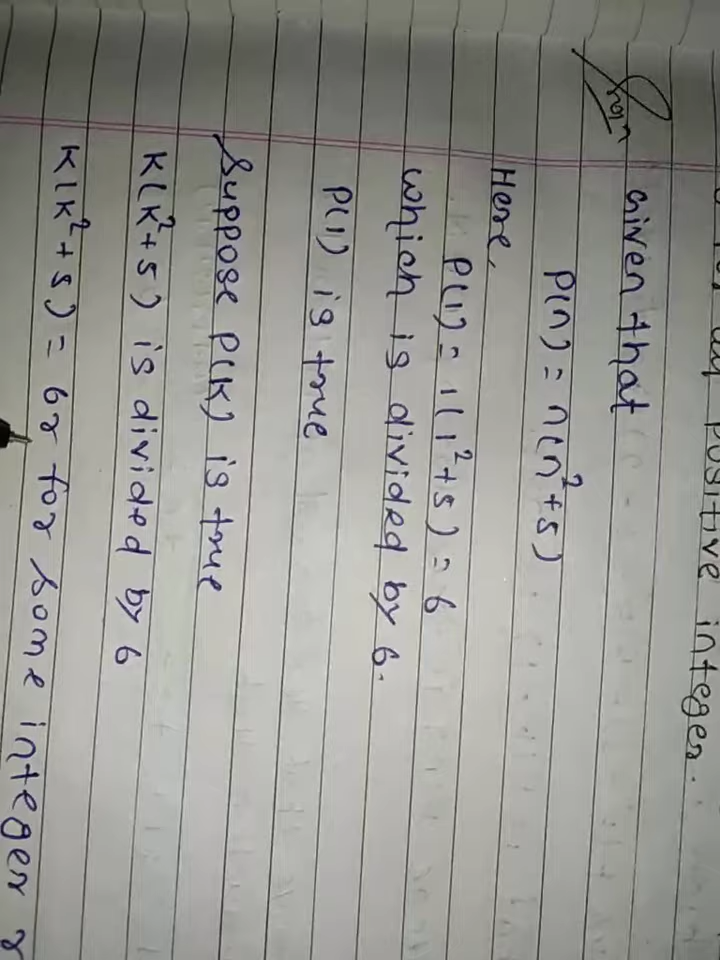 positive integer.
Soln
Given that
P(n) = n(n²+5)
Here,
P(1) = 1(1²+5) = 6
which is divided by 6.
P(1) is true
Suppose P(K) is true
K(K²+5) is divided by 6
K(K²+5) = 6r for some integer r